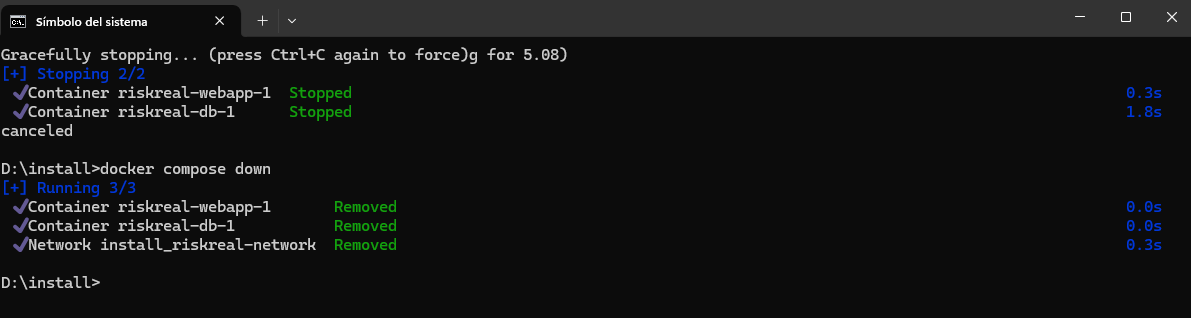 Símbolo del sistema
Gracefully stopping... (press Ctrl+C again to force)g for 5.08)
[+] Stopping 2/2
✔Container riskreal-webapp-1  Stopped 0.3s
✔Container riskreal-db-1      Stopped 1.8s
canceled
D:\install>docker compose down
[+] Running 3/3
✔Container riskreal-webapp-1       Removed 0.0s
✔Container riskreal-db-1           Removed 0.0s
✔Network install_riskreal-network  Removed 0.3s
D:\install>